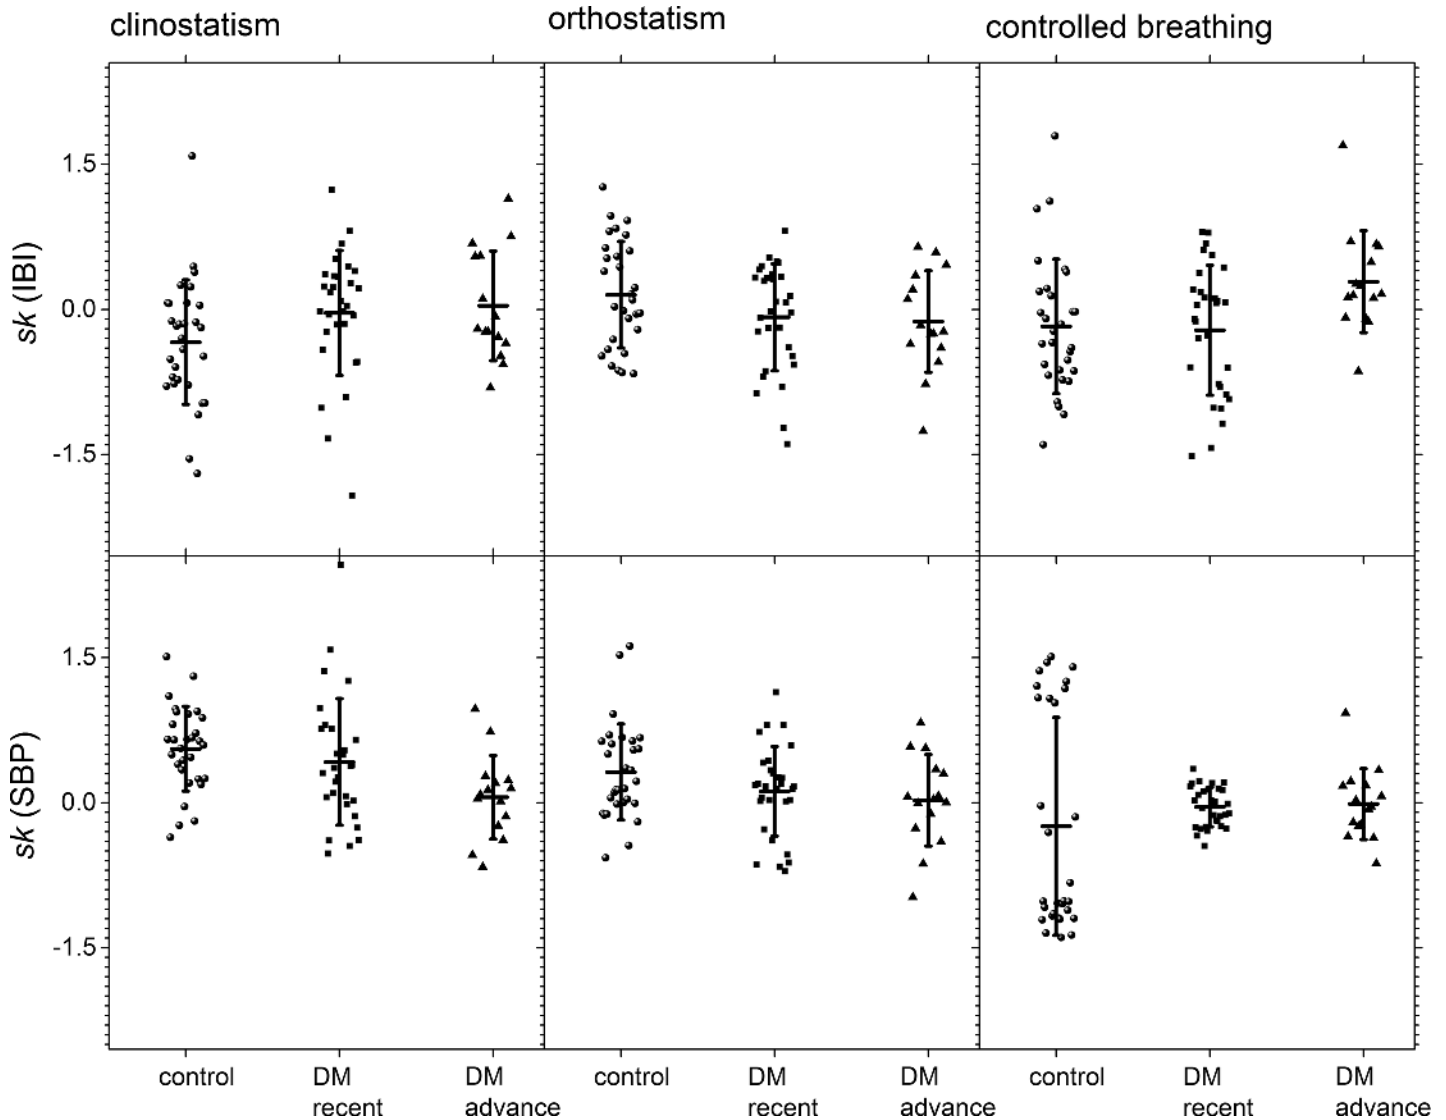 clinostatism
orthostatism
controlled breathing
sk (IBI)
1.5
0.0
-1.5
sk (SBP)
1.5
0.0
-1.5
control
DM
recent
DM
advance
control
DM
recent
DM
advance
control
DM
recent
DM
advance